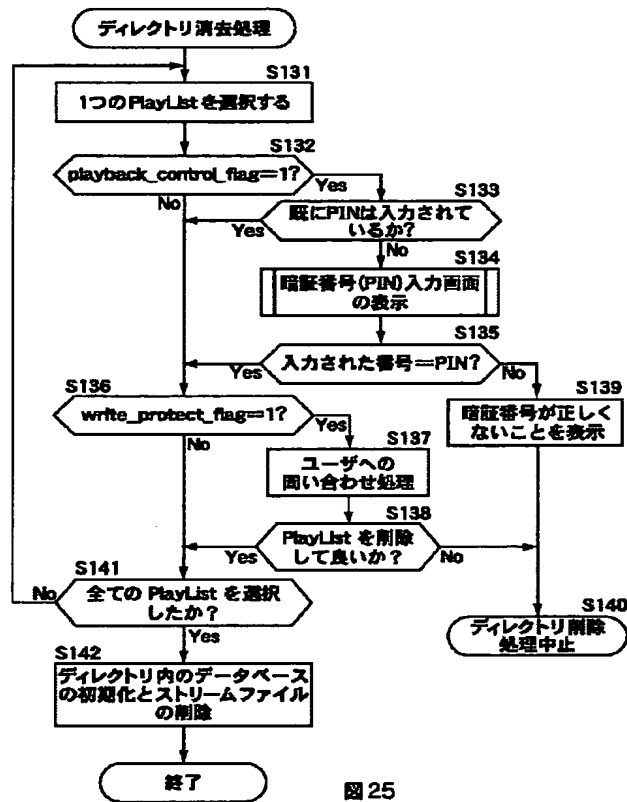 ディレクトリ消去処理
S131
1つのPlayListを選択する
S132
playback_control_flag=1?
Yes
No
S133
既にPINは入力されて
いるか?
Yes
No
S134
暗証番号(PIN)入力画面
の表示
S135
入力された番号=PIN?
Yes
No
S136
write_protect_flag=1?
Yes
No
S139
暗証番号が正しく
ないことを表示
S137
ユーザへの
問い合わせ処理
S138
PlayList を削除
して良いか?
Yes
No
S141
全ての PlayList を選択
したか?
No
Yes
S140
ディレクトリ削除
処理中止
S142
ディレクトリ内のデータベース
の初期化とストリームファイル
の削除
終了
図25